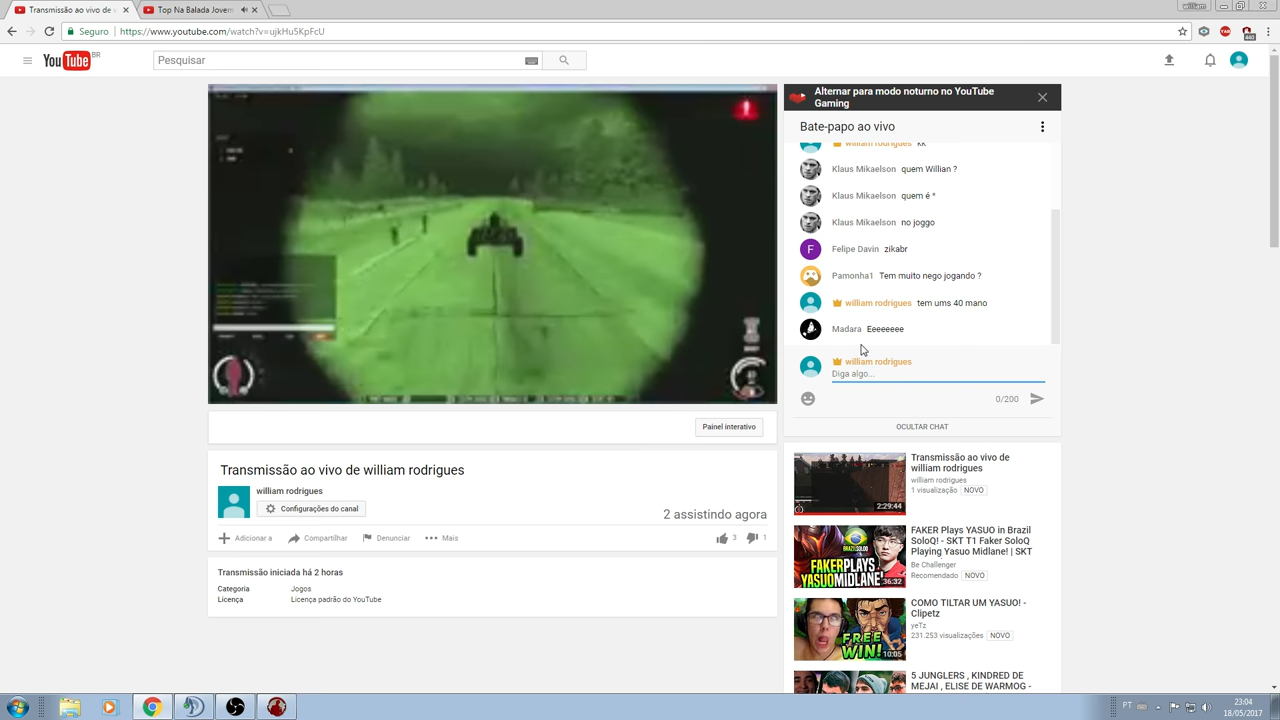 Transmissão ao vivo de v
Top Na Balada Jovem
willliam
Seguro
https://www.youtube.com/watch?v=ujkHu5KpFcU
YAB
440
YouTube BR
Pesquisar
Alternar para modo noturno no YouTube
Gaming
Bate-papo ao vivo
william rodrigues kk
Klaus Mikaelson quem Willian ?
Klaus Mikaelson quem é *
Klaus Mikaelson no joggo
F
Felipe Davin zikabr
Pamonha1 Tem muito nego jogando ?
william rodrigues tem ums 40 mano
Madara Eeeeeeee
william rodrigues
Diga algo...
0/200
OCULTAR CHAT
Painel interativo
Transmissão ao vivo de william rodrigues
william rodrigues
Configurações do canal
2 assistindo agora
Adicionar a
Compartilhar
Denunciar
Mais
3
1
Transmissão iniciada há 2 horas
Categoria Jogos
Licença Licença padrão do YouTube
Transmissão ao vivo de
william rodrigues
william rodrigues
1 visualização NOVO
2:29:44
FAKER Plays YASUO in Brazil
SoloQ! - SKT T1 Faker SoloQ
Playing Yasuo Midlane! | SKT
Be Challenger
Recomendado NOVO
BRAZILSOLOQ
FAKERPLAYS
YASUOMIDLANE!
36:32
COMO TILTAR UM YASUO! -
Clipetz
yeTz
231.253 visualizações NOVO
FREE
WIN!
10:05
5 JUNGLERS , KINDRED DE
MEJAI , ELISE DE WARMOG -
PT
23:04
18/05/2017